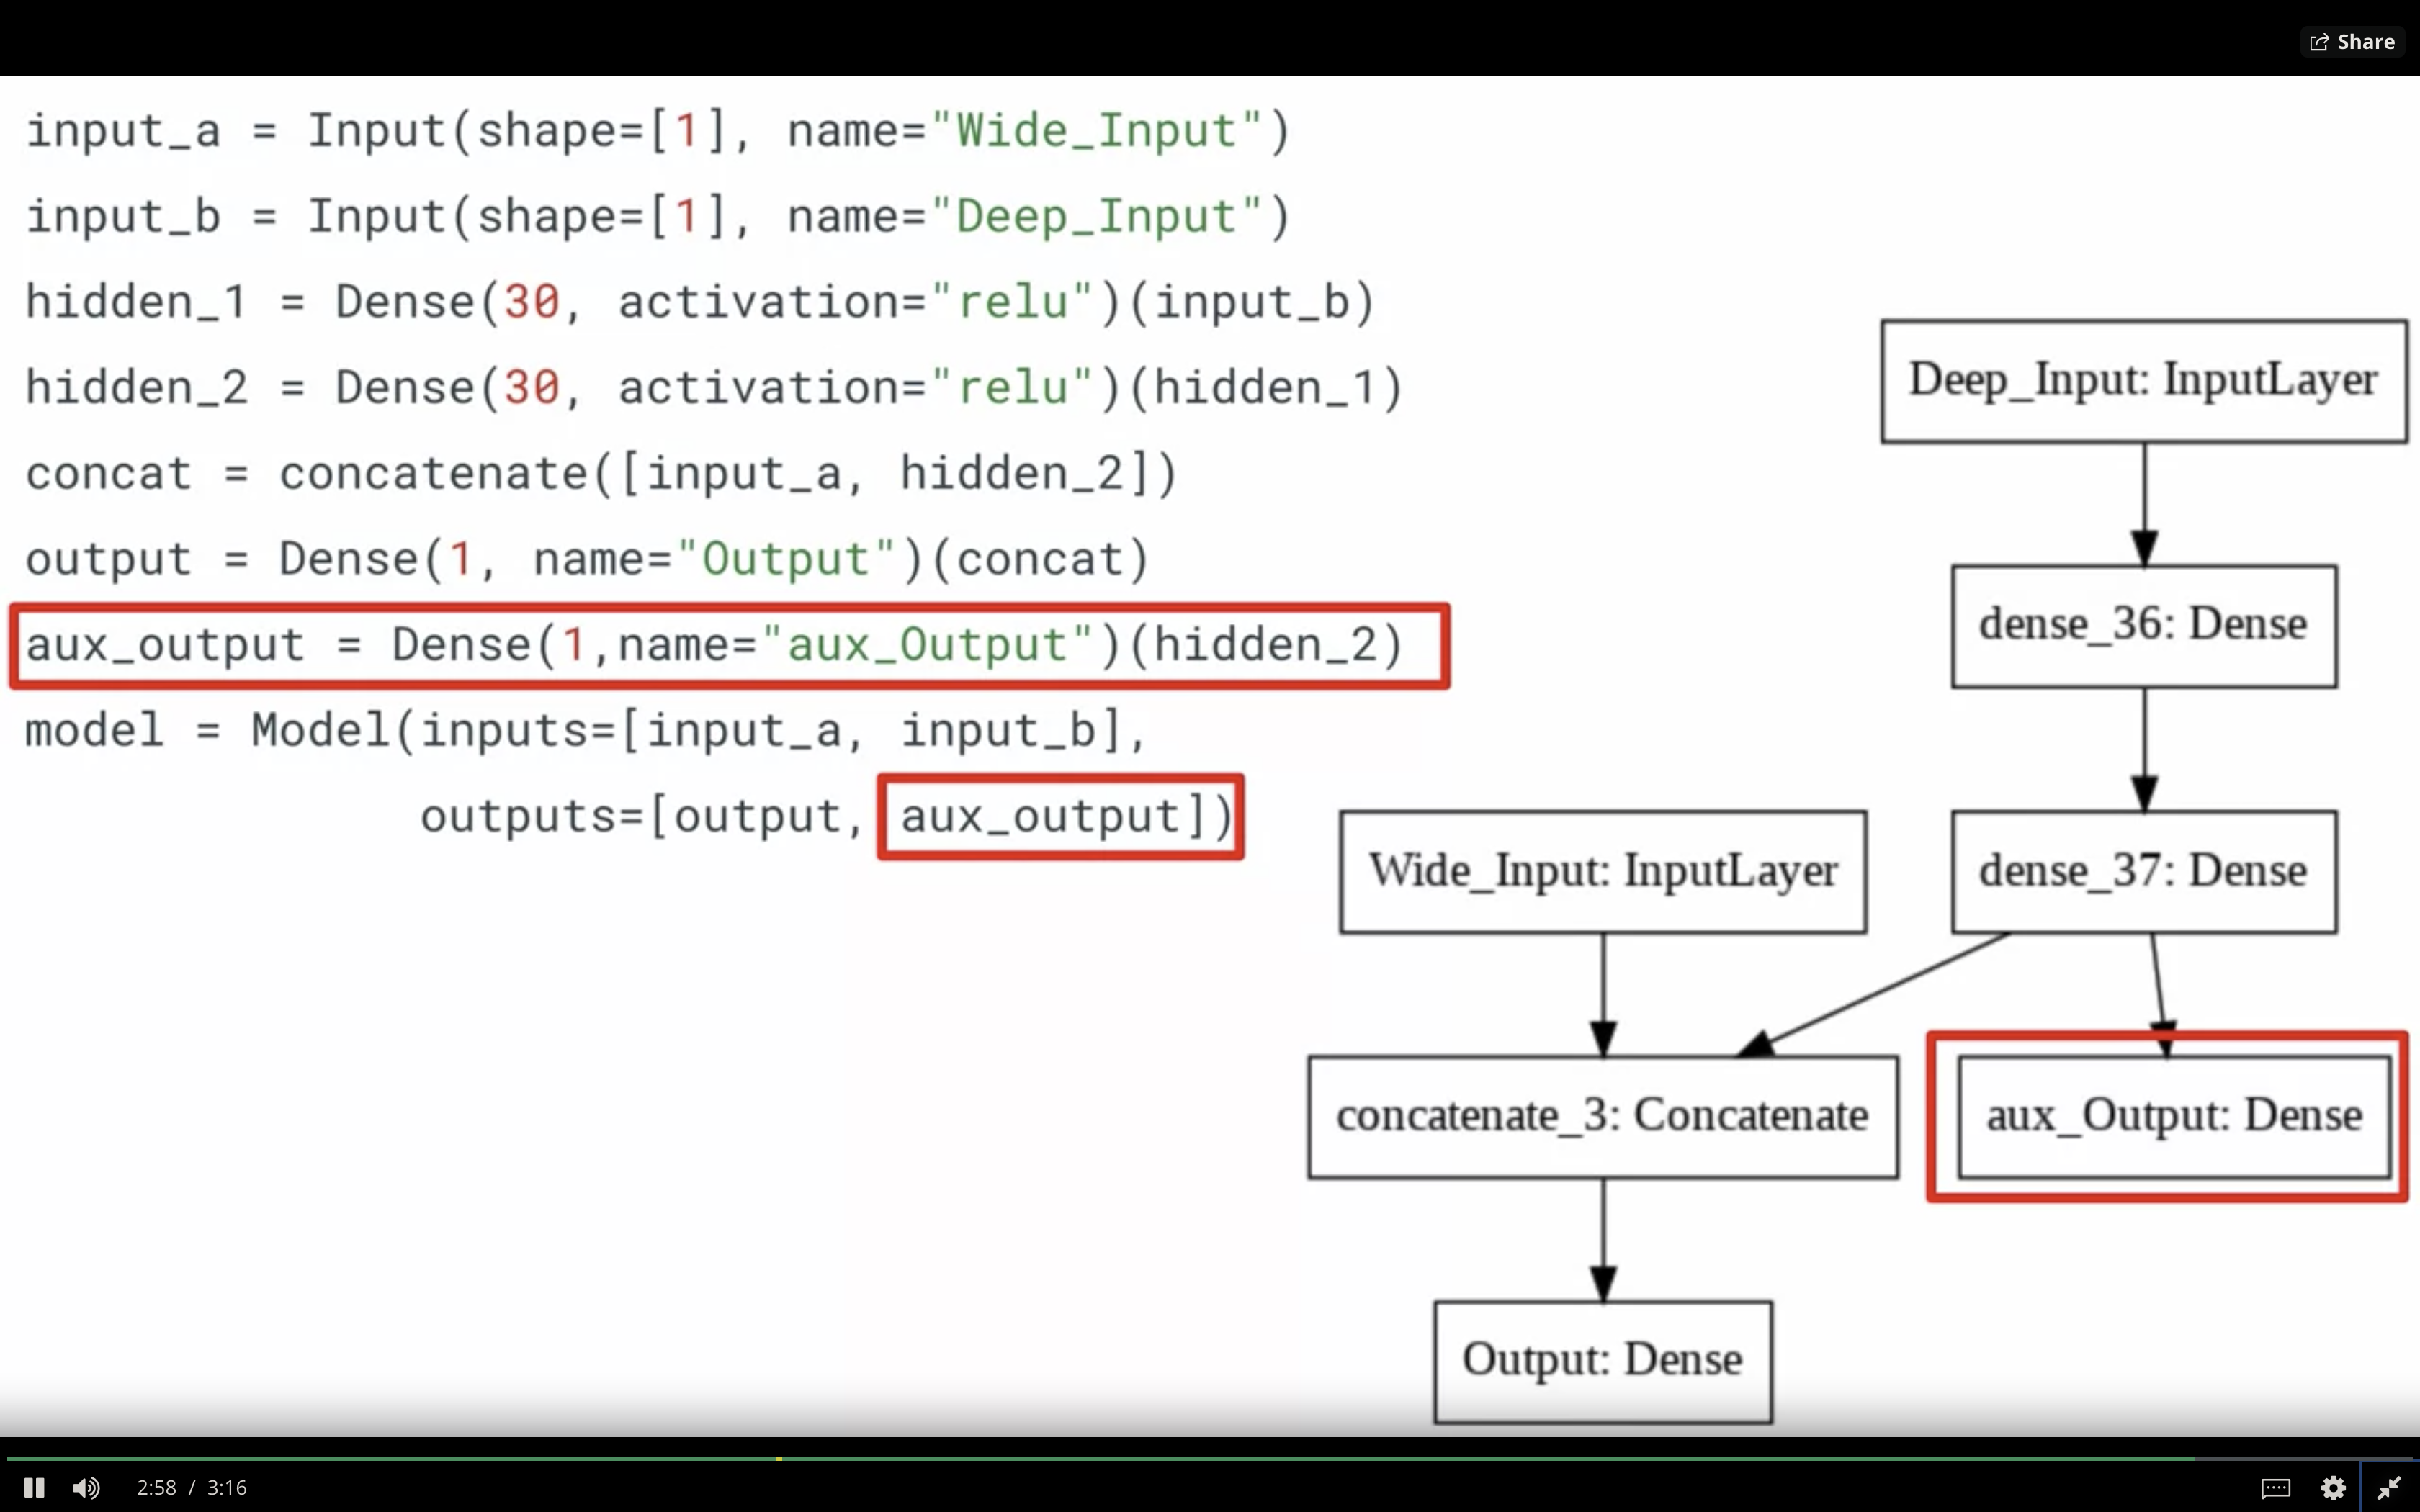 Share
input_a = Input(shape=[1], name="Wide_Input")
input_b = Input(shape=[1], name="Deep_Input")
hidden_1 = Dense(30, activation="relu")(input_b)
hidden_2 = Dense(30, activation="relu")(hidden_1)
concat = concatenate([input_a, hidden_2])
output = Dense(1, name="Output")(concat)
aux_output = Dense(1,name="aux_Output")(hidden_2)
model = Model(inputs=[input_a, input_b],
outputs=[output, aux_output])
Deep_Input: InputLayer
dense_36: Dense
Wide_Input: InputLayer
dense_37: Dense
concatenate_3: Concatenate
aux_Output: Dense
Output: Dense
2:58 / 3:16